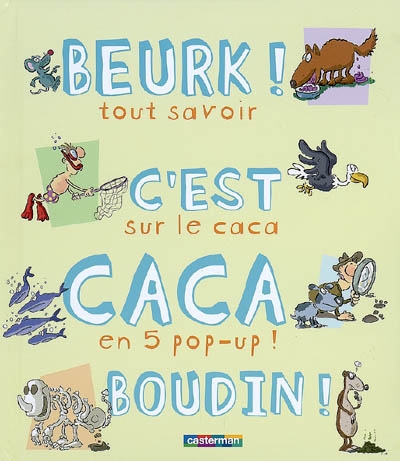 BEURK !
tout savoir
C'EST
sur le caca
CACA
en 5 pop-up !
BOUDIN !
casterman